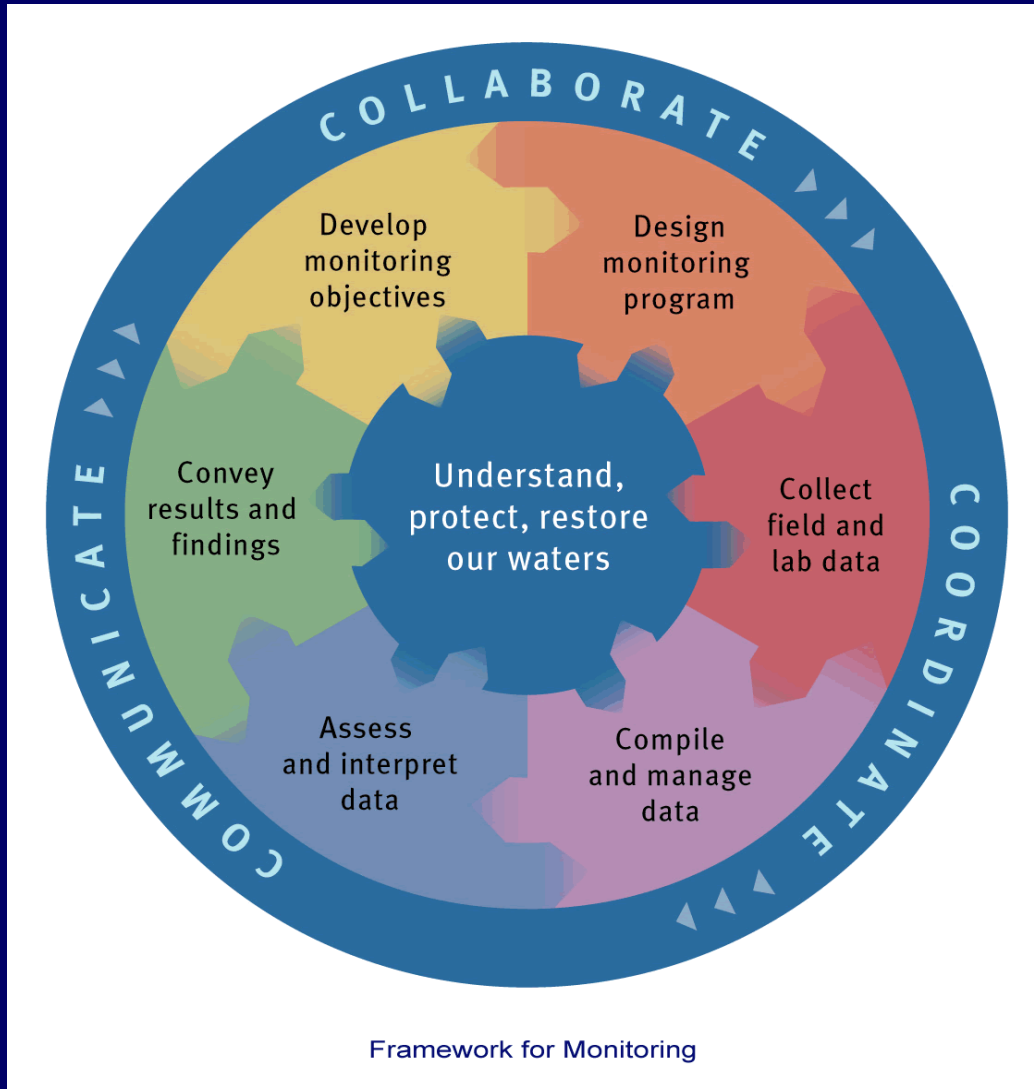 COLLABORATE
Develop
monitoring
objectives
Design
monitoring
program
Convey
results and
findings
Understand,
protect, restore
our waters
Collect
field and
lab data
COMMUNICATE
COORDINATE
Assess
and interpret
data
Compile
and manage
data
Framework for Monitoring